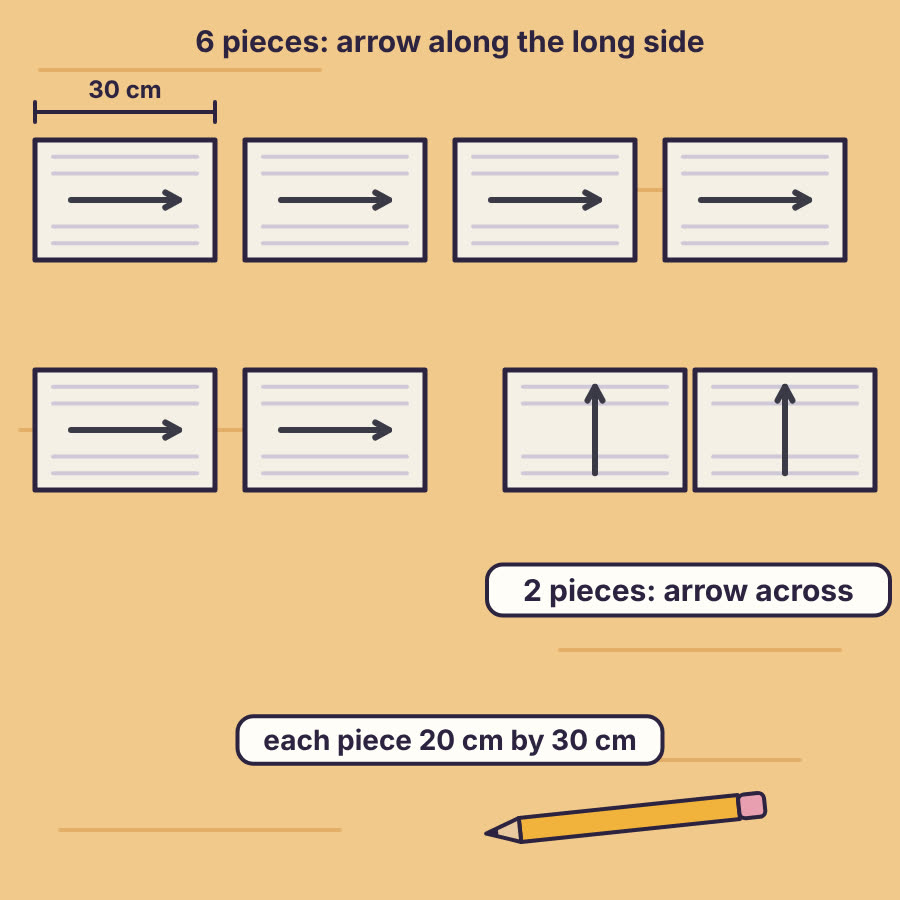 6 pieces: arrow along the long side
30 cm
2 pieces: arrow across
each piece 20 cm by 30 cm